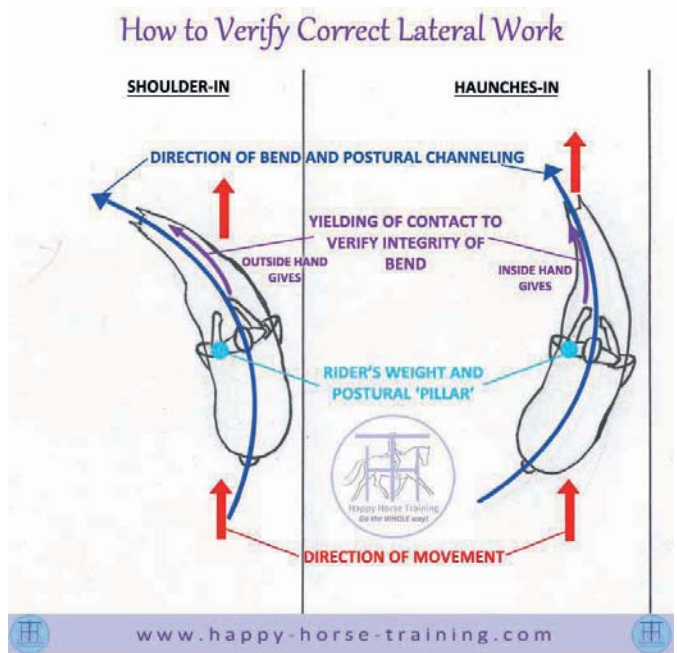 How to Verify Correct Lateral Work
SHOULDER-IN
HAUNCHES-IN
DIRECTION OF BEND AND POSTURAL CHANNELING
YIELDING OF CONTACT TO
VERIFY INTEGRITY OF
BEND
OUTSIDE HAND
GIVES
INSIDE HAND
GIVES
RIDER'S WEIGHT AND
POSTURAL 'PILLAR'
Happy Horse Training
Go the WHOLE way!
DIRECTION OF MOVEMENT
www.happy-horse-training.com